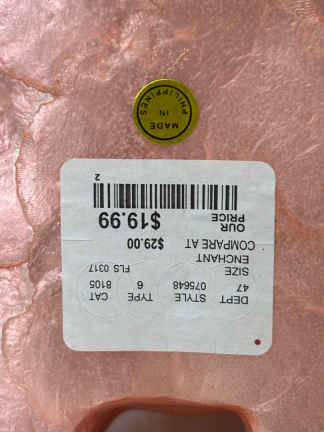 DEPT STYLE TYPE CAT
47 075648 6 8105
SIZE FLS 0317
ENCHANT
COMPARE AT $29.00
OUR PRICE $19.99
2
MADE
IN
PHILIPPINES